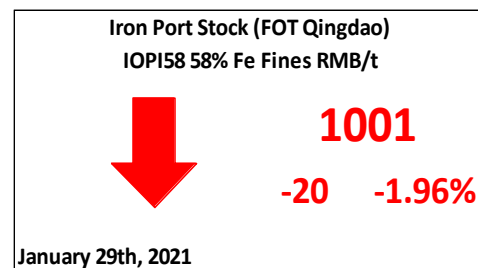 Iron Port Stock (FOT Qingdao)
IOPI58 58% Fe Fines RMB/t
1001
-20 -1.96%
January 29th, 2021